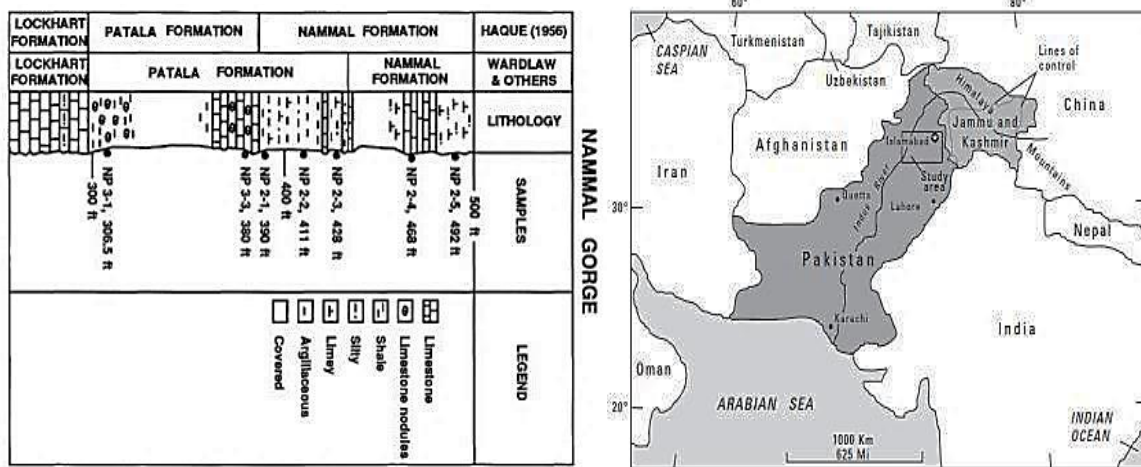 LOCKHART
FORMATION
PATALA FORMATION
NAMMAL FORMATION
HAQUE (1956)
LOCKHART
FORMATION
PATALA FORMATION
NAMMAL
FORMATION
WARDLAW
& OTHERS
LITHOLOGY
300 ft
NP 3-1, 306.5 ft
NP 3-3, 380 ft
NP 2-1, 390 ft
400 ft
NP 2-2, 411 ft
NP 2-3, 428 ft
NP 2-4, 468 ft
NP 2-5, 492 ft
500 ft
SAMPLES
Covered
Argillaceous
Limey
Silty
Shale
Limestone nodules
Limestone
LEGEND
NAMMAL GORGE
60°
80°
CASPIAN
SEA
Turkmenistan
Tajikistan
Uzbekistan
Lines of
control
Himalaya
Mountains
China
Jammu and
Kashmir
Afghanistan
Islamabad
Iran
Study
area
Quetta
Indus River
Lahore
30°
Nepal
Pakistan
Karachi
India
Oman
ARABIAN SEA
20°
1000 Km
625 Mi
INDIAN
OCEAN